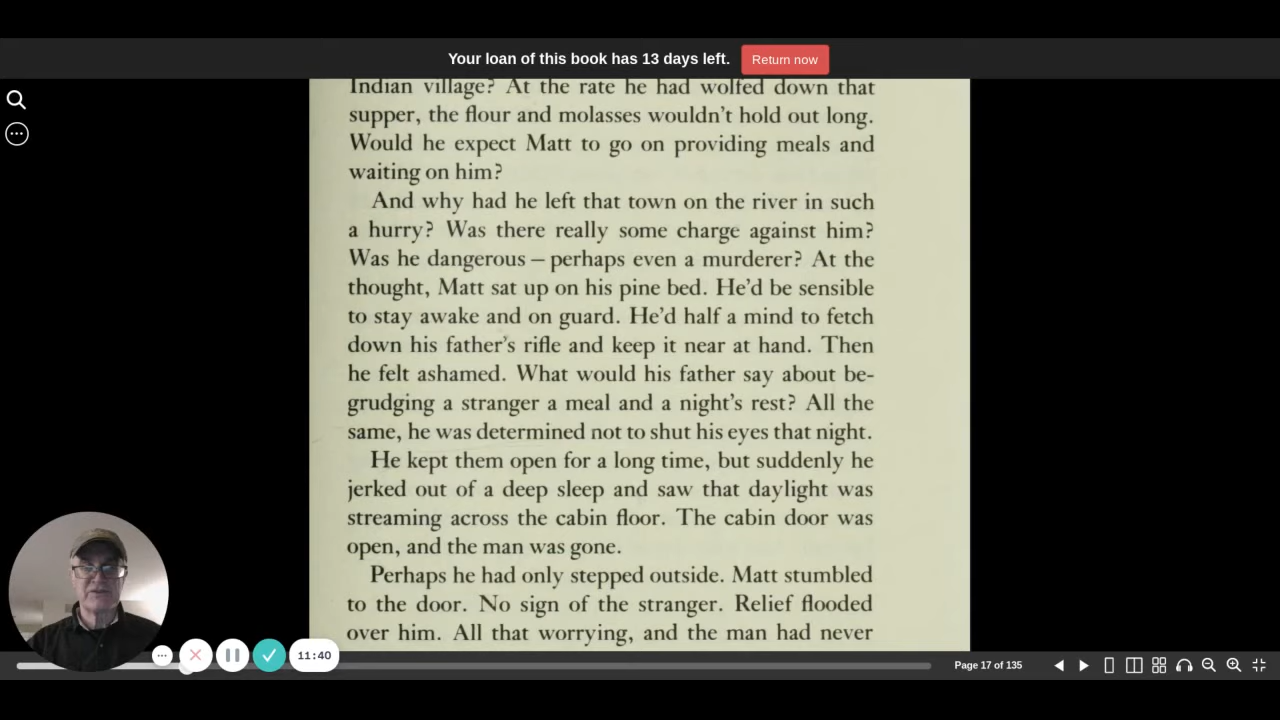 Your loan of this book has 13 days left. Return now
Indian village? At the rate he had wolfed down that
supper, the flour and molasses wouldn't hold out long.
Would he expect Matt to go on providing meals and
waiting on him?
And why had he left that town on the river in such
a hurry? Was there really some charge against him?
Was he dangerous – perhaps even a murderer? At the
thought, Matt sat up on his pine bed. He'd be sensible
to stay awake and on guard. He'd half a mind to fetch
down his father's rifle and keep it near at hand. Then
he felt ashamed. What would his father say about be-
grudging a stranger a meal and a night's rest? All the
same, he was determined not to shut his eyes that night.
He kept them open for a long time, but suddenly he
jerked out of a deep sleep and saw that daylight was
streaming across the cabin floor. The cabin door was
open, and the man was gone.
Perhaps he had only stepped outside. Matt stumbled
to the door. No sign of the stranger. Relief flooded
over him. All that worrying, and the man had never
11:40
Page 17 of 135